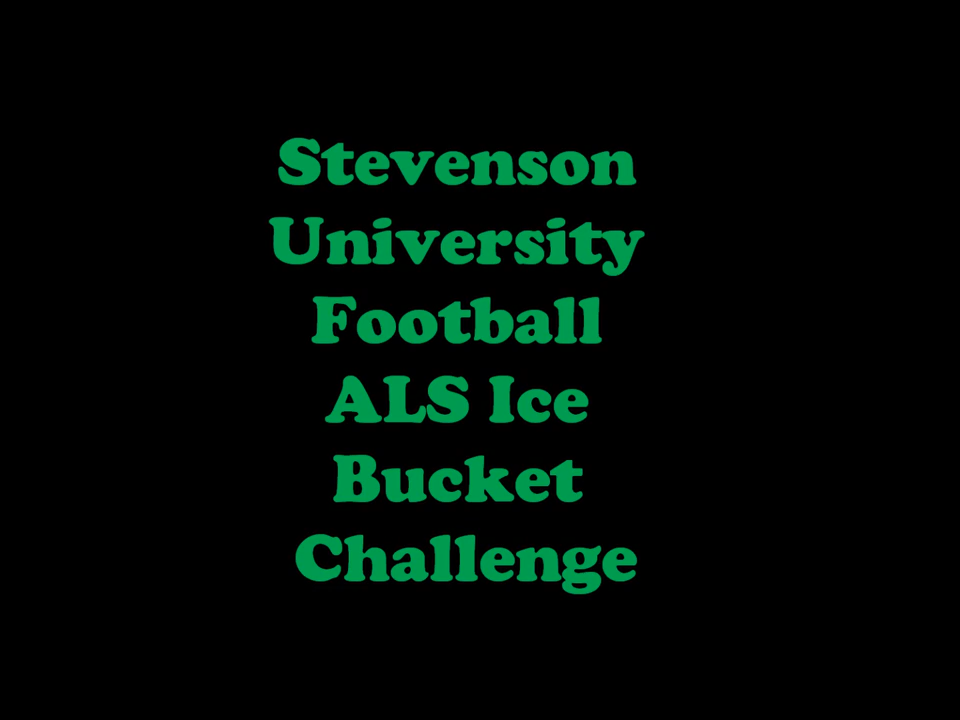 Stevenson
University
Football
ALS Ice
Bucket
Challenge